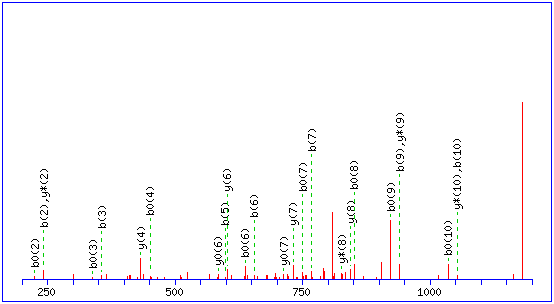 b0(2)
b(2),y*(2)
b0(3)
b(3)
y(4)
b0(4)
y0(6)
b(5)
y(6)
b0(6)
b(6)
y0(7)
y(7)
b0(7)
b(7)
y*(8)
y(8)
b0(8)
b0(9)
b(9),y*(9)
b0(10)
y*(10),b(10)
250
500
750
1000